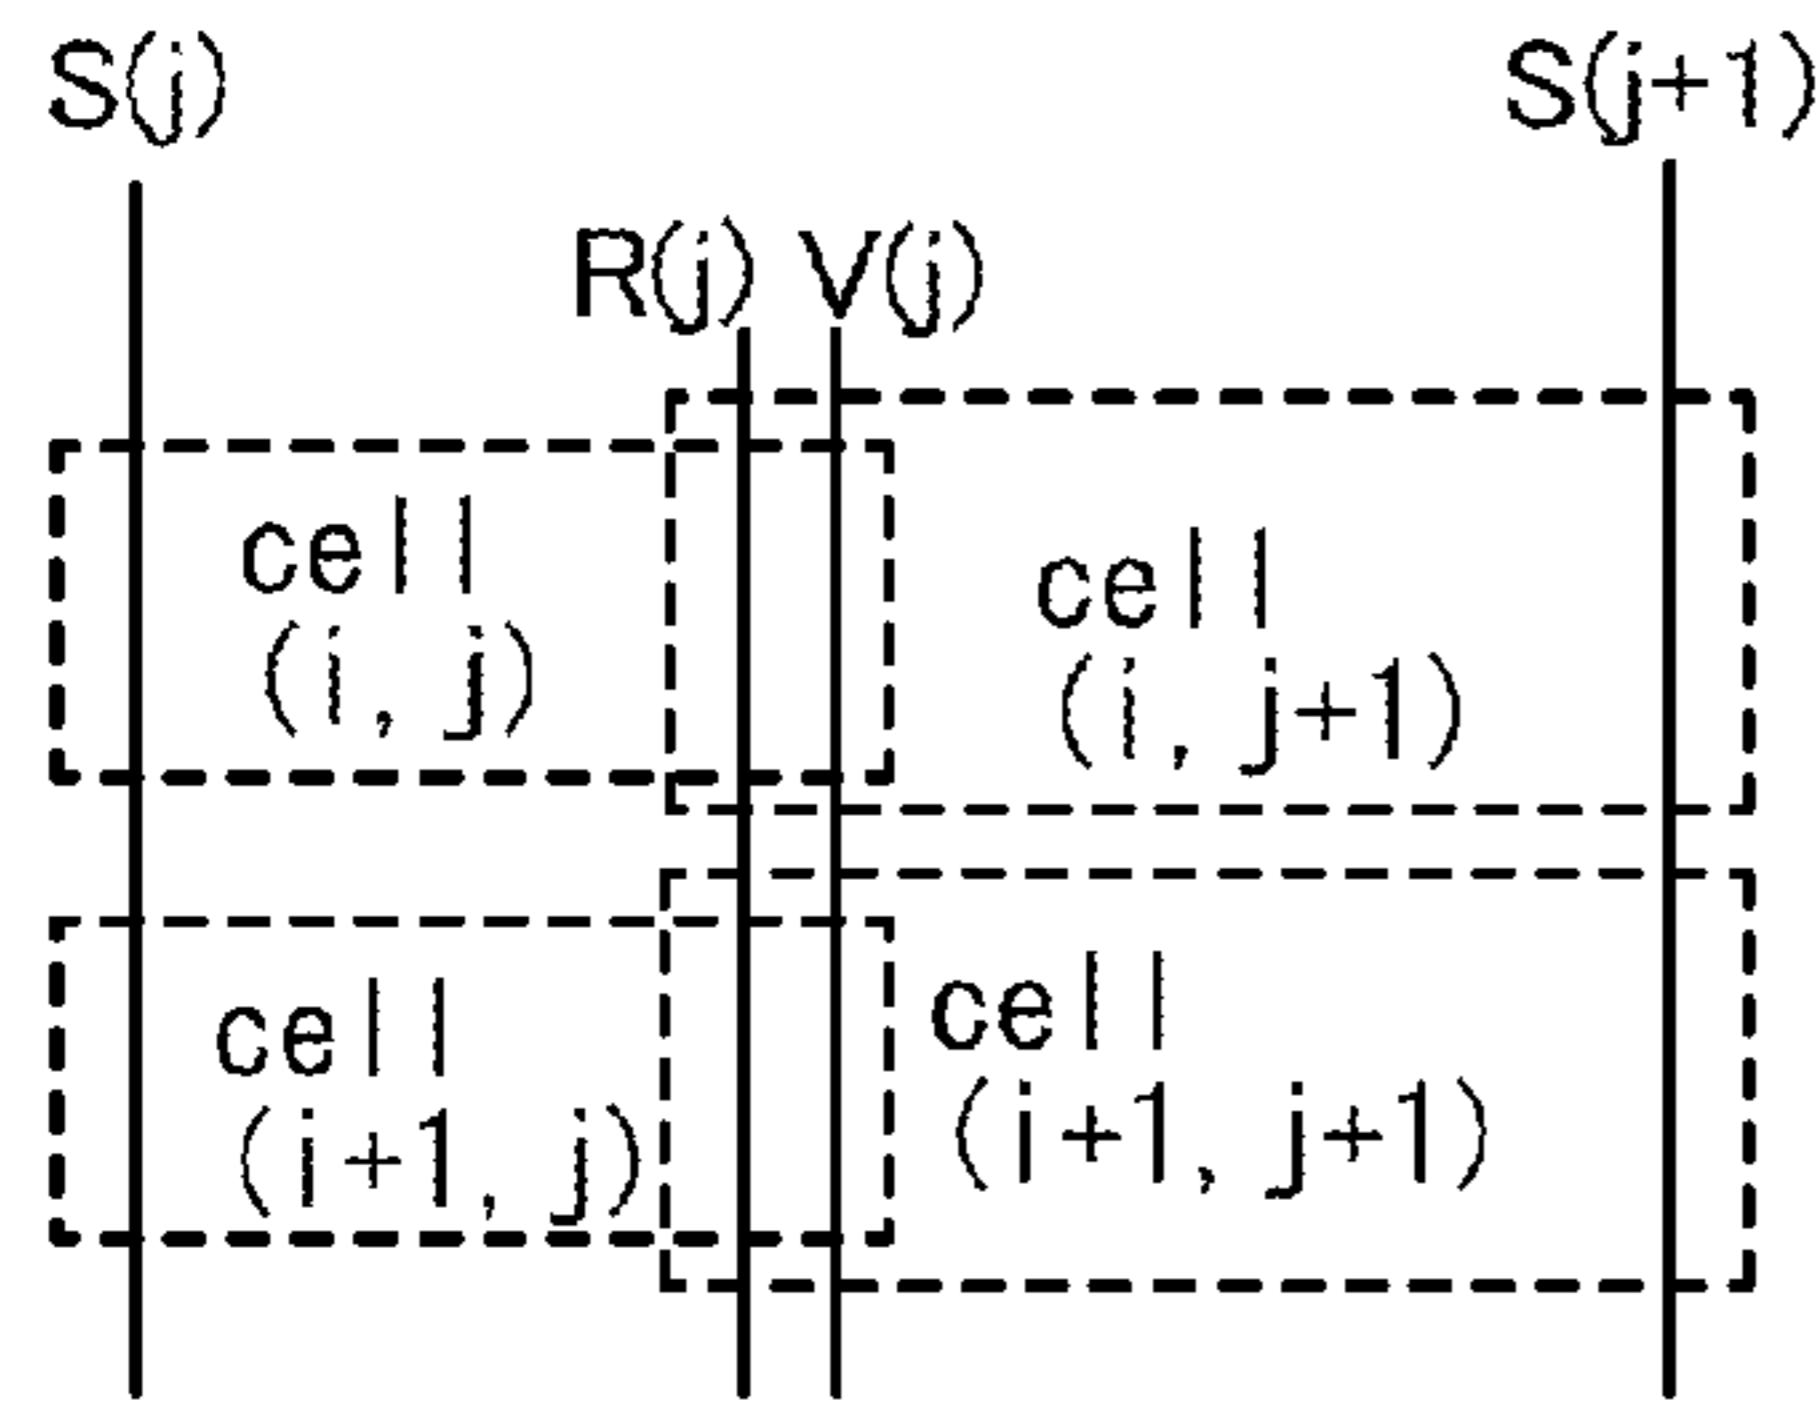 S(j)
S(j+1)
R(j)
V(j)
cell
(i, j)
cell
(i, j+1)
cell
(i+1, j)
cell
(i+1, j+1)